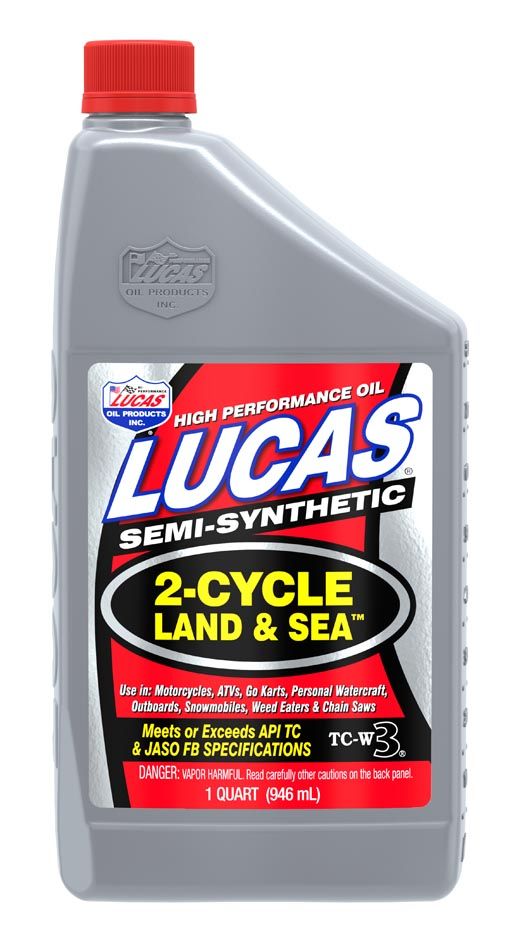 LUCAS
OIL PRODUCTS
INC.
LUCAS
OIL PRODUCTS
INC.
HIGH PERFORMANCE OIL
LUCAS®
SEMI-SYNTHETIC
2-CYCLE
LAND & SEA™
Use in: Motorcycles, ATVs, Go Karts, Personal Watercraft,
Outboards, Snowmobiles, Weed Eaters & Chain Saws
Meets or Exceeds API TC
& JASO FB SPECIFICATIONS
TC-W3®
DANGER: VAPOR HARMFUL. Read carefully other cautions on the back panel.
1 QUART (946 mL)